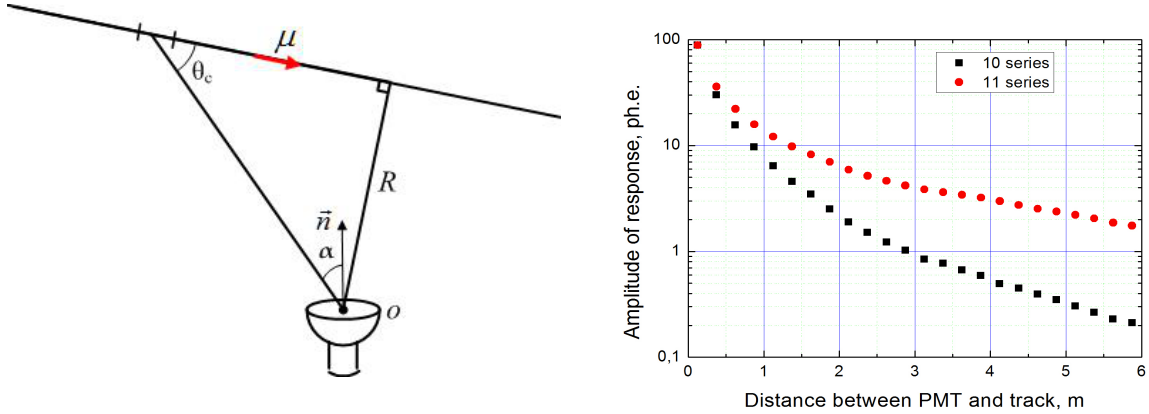 μ
θc
R
n⃗
α
O
100
10
1
0,1
10 series
11 series
0 1 2 3 4 5 6
Amplitude of response, ph.e.
Distance between PMT and track, m